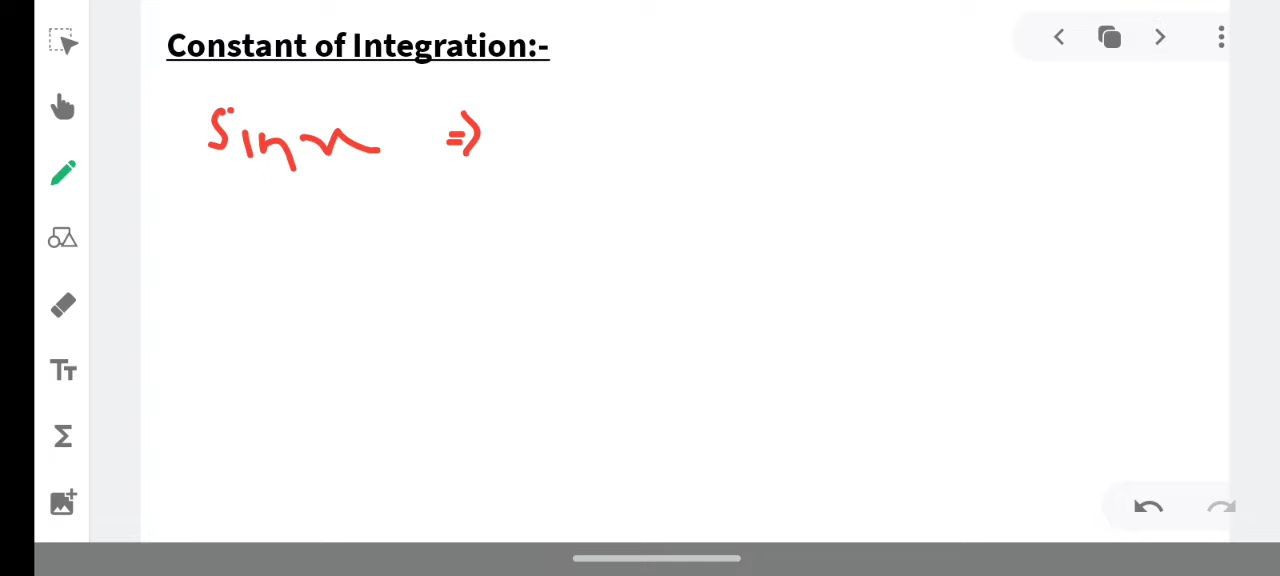 Constant of Integration:-
Sinx ⇒